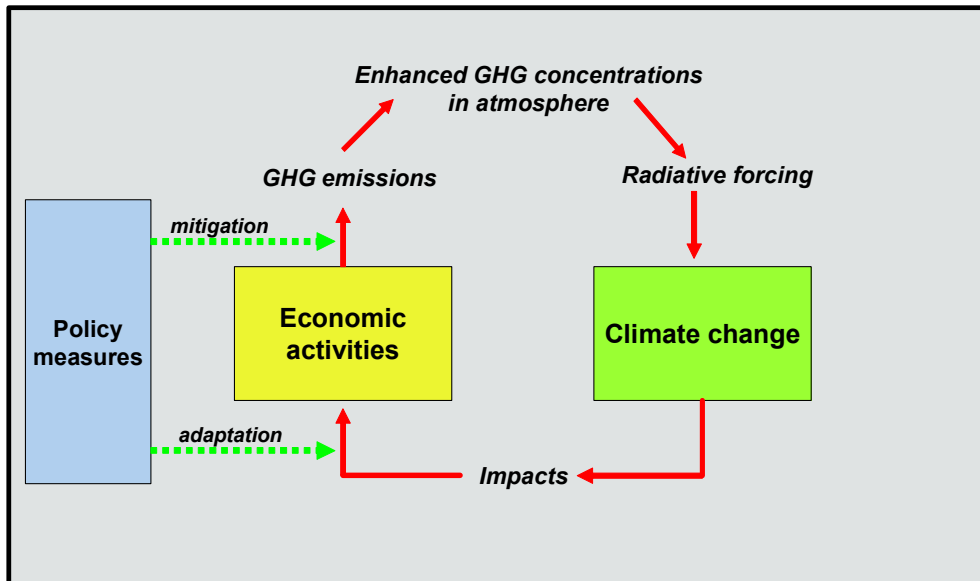 Enhanced GHG concentrations
in atmosphere
GHG emissions
Radiative forcing
mitigation
Policy
measures
Economic
activities
Climate change
adaptation
Impacts